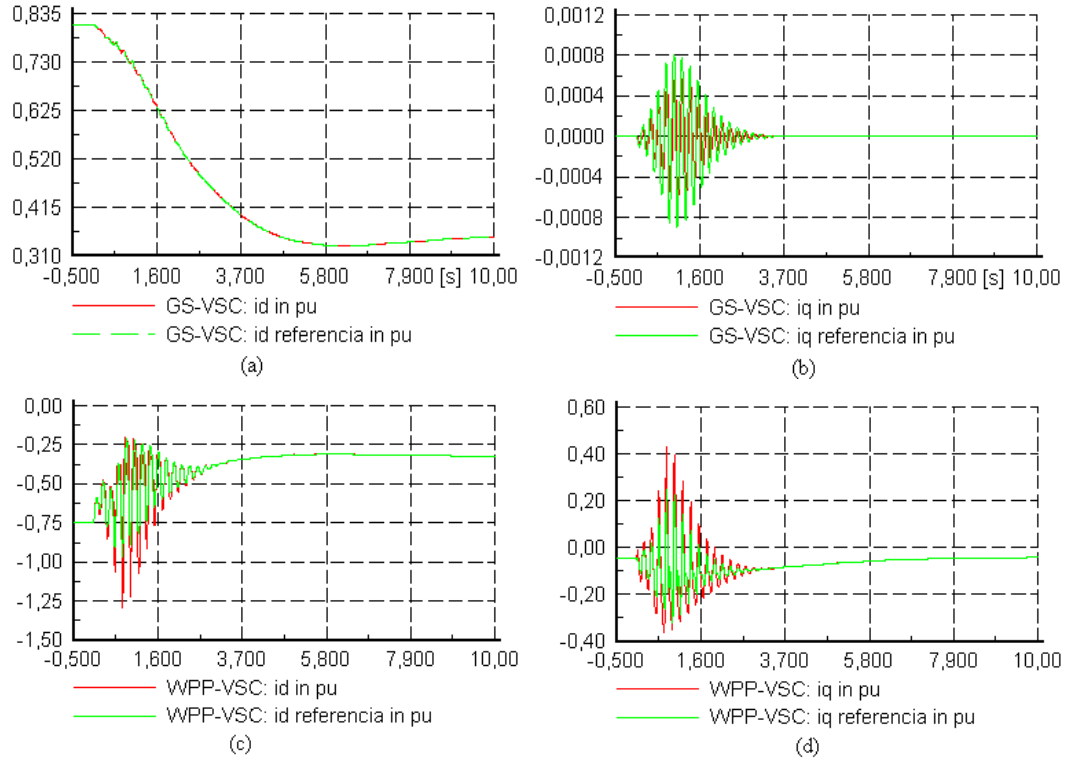 0,835
0,730
0,625
0,520
0,415
0,310
-0,500 1,600 3,700 5,800 7,900 [s] 10,00
GS-VSC: id in pu
GS-VSC: id referencia in pu
(a)
0,0012
0,0008
0,0004
0,0000
-0,0004
-0,0008
-0,0012
-0,500 1,600 3,700 5,800 7,900 [s] 10,00
GS-VSC: iq in pu
GS-VSC: iq referencia in pu
(b)
0,00
-0,25
-0,50
-0,75
-1,00
-1,25
-1,50
-0,500 1,600 3,700 5,800 7,900 10,00
WPP-VSC: id in pu
WPP-VSC: id referencia in pu
(c)
0,60
0,40
0,20
0,00
-0,20
-0,40
-0,500 1,600 3,700 5,800 7,900 10,00
WPP-VSC: iq in pu
WPP-VSC: iq referencia in pu
(d)